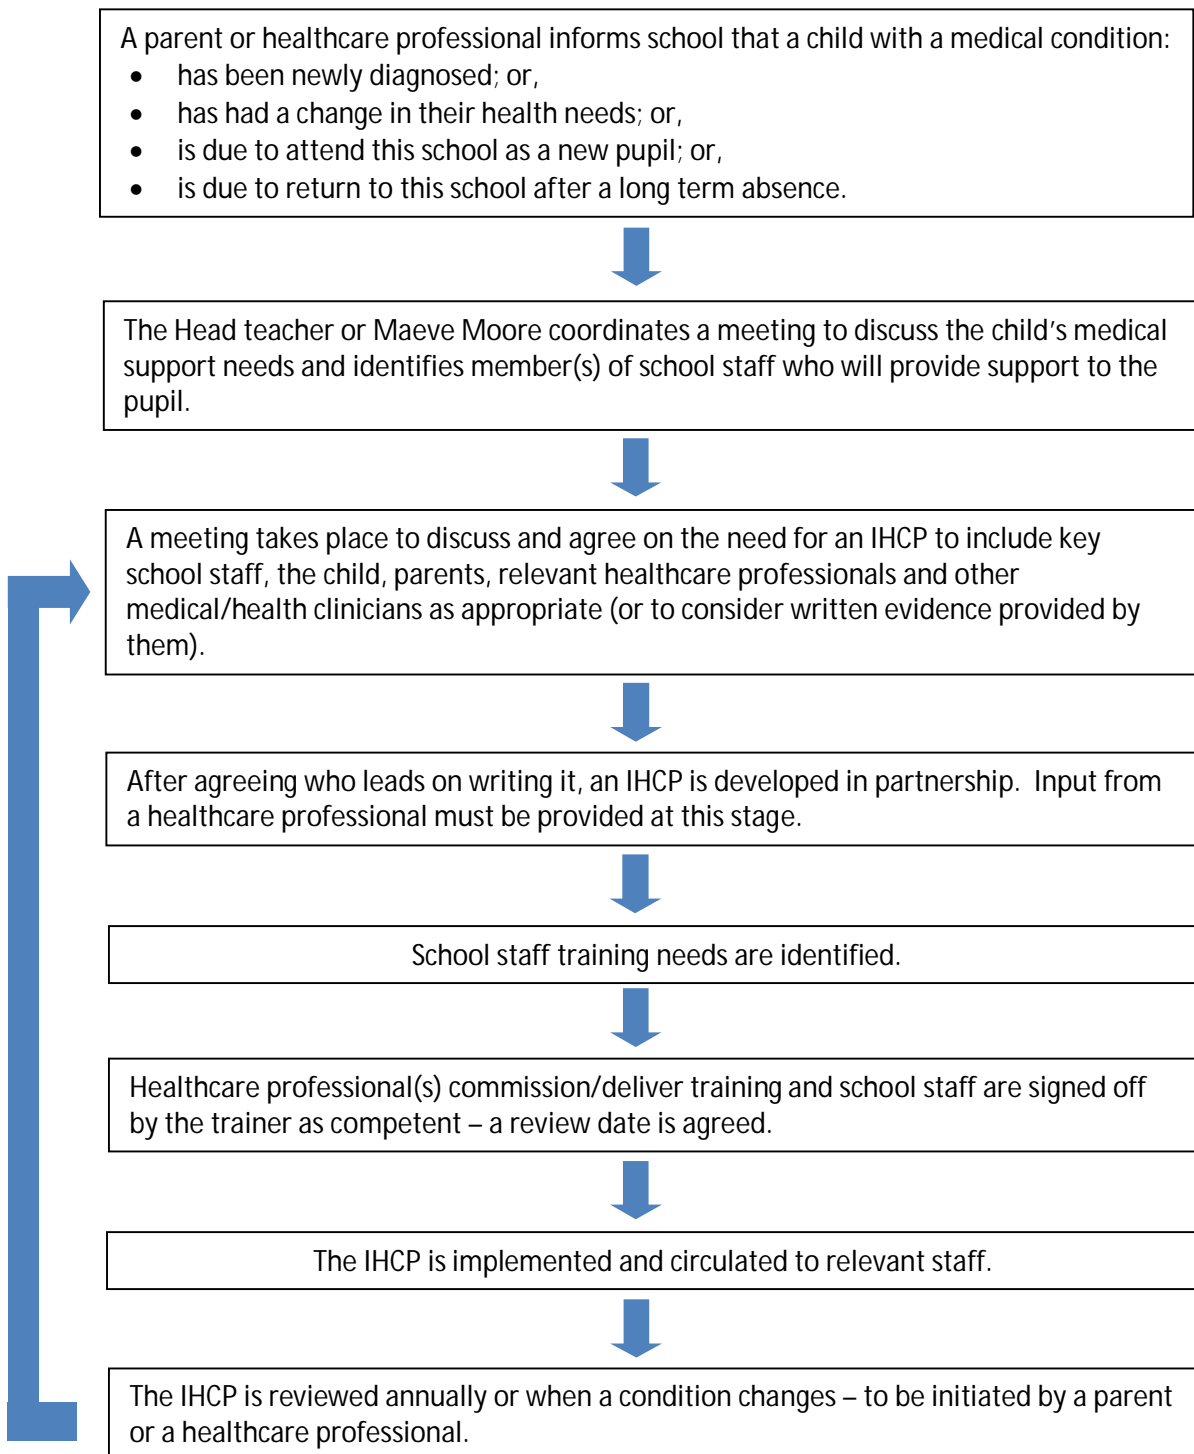 A parent or healthcare professional informs school that a child with a medical condition:
• has been newly diagnosed; or,
• has had a change in their health needs; or,
• is due to attend this school as a new pupil; or,
• is due to return to this school after a long term absence.
The Head teacher or Maeve Moore coordinates a meeting to discuss the child's medical
support needs and identifies member(s) of school staff who will provide support to the
pupil.
A meeting takes place to discuss and agree on the need for an IHCP to include key
school staff, the child, parents, relevant healthcare professionals and other
medical/health clinicians as appropriate (or to consider written evidence provided by
them).
After agreeing who leads on writing it, an IHCP is developed in partnership.  Input from
a healthcare professional must be provided at this stage.
School staff training needs are identified.
Healthcare professional(s) commission/deliver training and school staff are signed off
by the trainer as competent – a review date is agreed.
The IHCP is implemented and circulated to relevant staff.
The IHCP is reviewed annually or when a condition changes – to be initiated by a parent
or a healthcare professional.